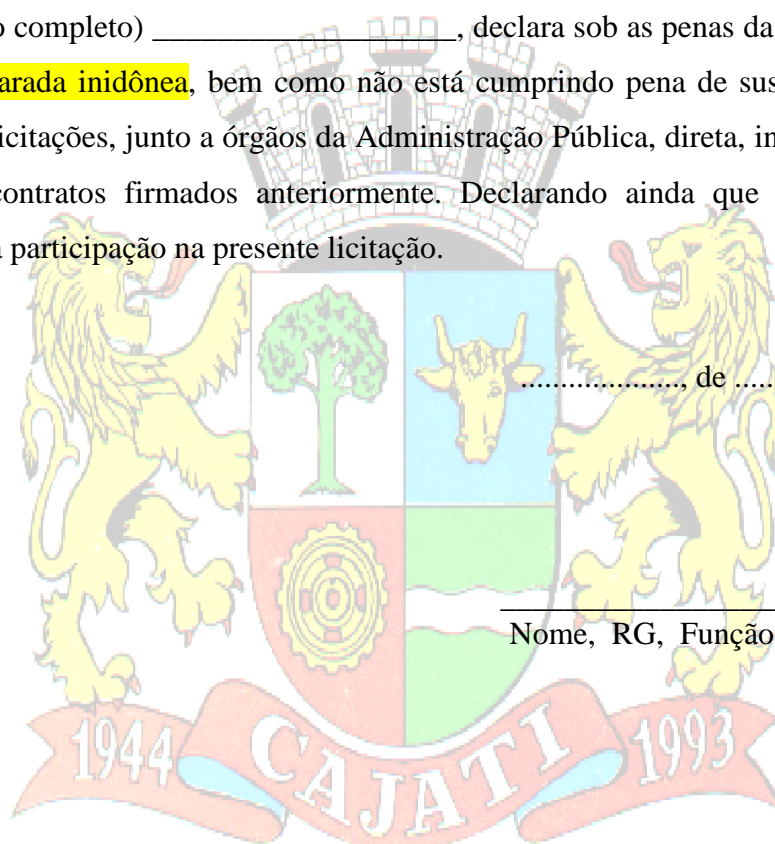 o completo) ___________________, declara sob as penas da
arada inidônea, bem como não está cumprindo pena de sus
icitações, junto a órgãos da Administração Pública, direta, in
contratos firmados anteriormente. Declarando ainda que
a participação na presente licitação.
...................., de .....
Nome, RG, Função
1944 CAJATI 1993